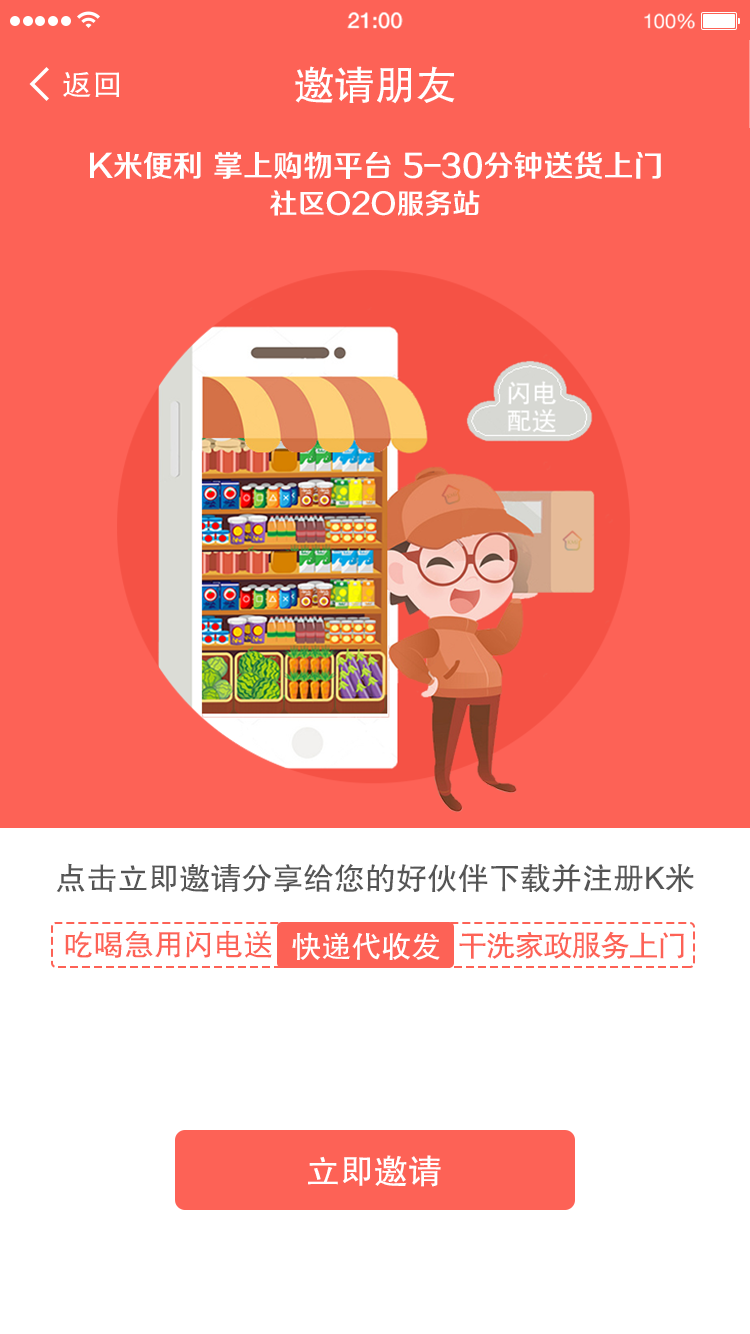 21:00
100%
返回
邀请朋友
K米便利 掌上购物平台 5-30分钟送货上门
社区O2O服务站
闪电
配送
点击立即邀请分享给您的好伙伴下载并注册K米
吃喝急用闪电送 快递代收发 干洗家政服务上门
立即邀请